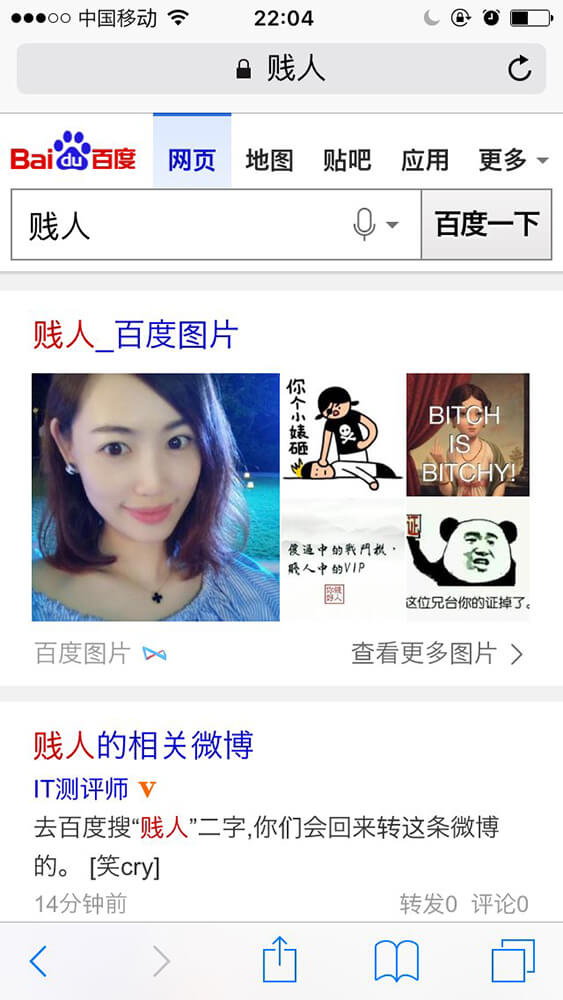 中国移动
22:04
贱人
Bai du 百度
网页 地图 贴吧 应用 更多
贱人
百度一下
贱人_百度图片
你个小婊砸
BITCH
IS
BITCHY!
傻逼中的战鬥机，
賤人中的VIP
证
这位兄台你的证掉了。
百度图片
查看更多图片
贱人的相关微博
IT测评师 V
去百度搜“贱人”二字,你们会回来转这条微博
的。 [笑cry]
14分钟前
转发0 评论0